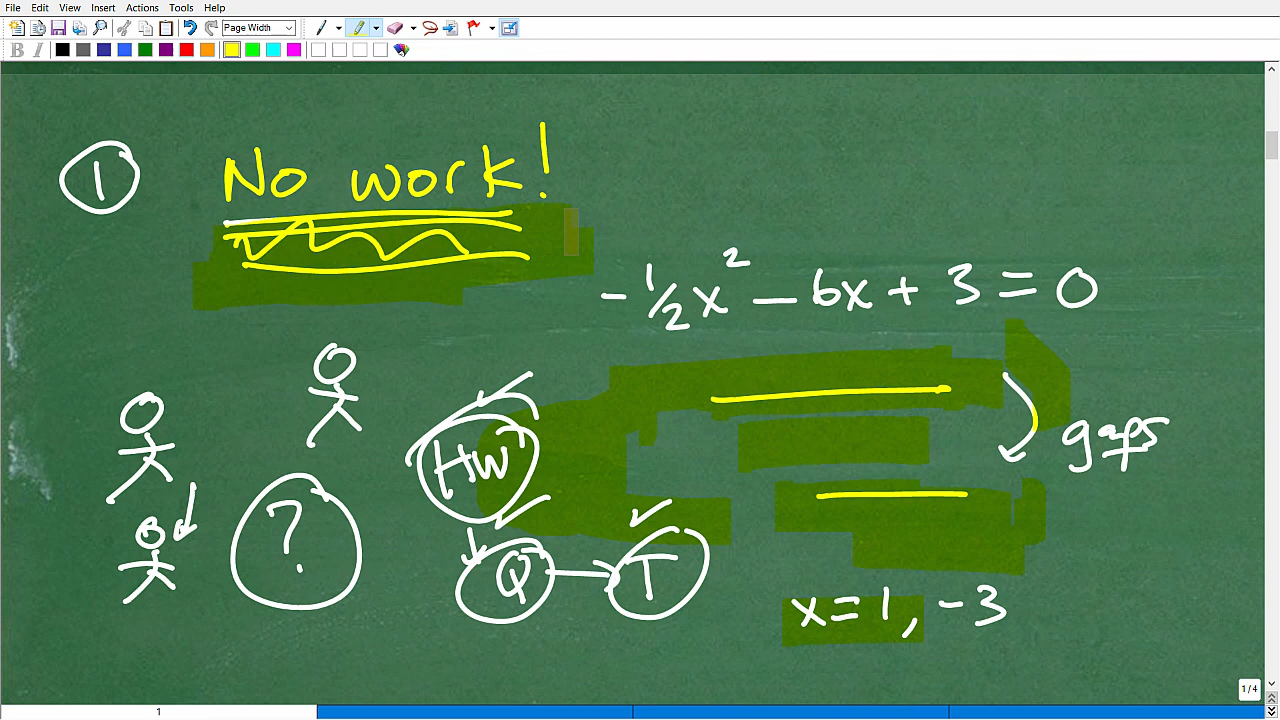 File Edit View Insert Actions Tools Help
Page Width
B I
1
No work!
-1/2x² - 6x + 3 = 0
HW
gaps
?
Q
T
x=1, -3
1/4
1